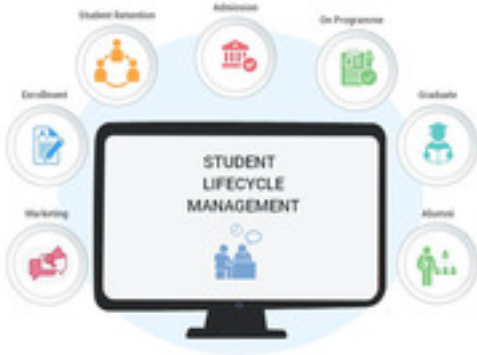 Admission
Student Retention
On Programme
Enrollment
Graduate
STUDENT
LIFECYCLE
MANAGEMENT
Marketing
Alumni